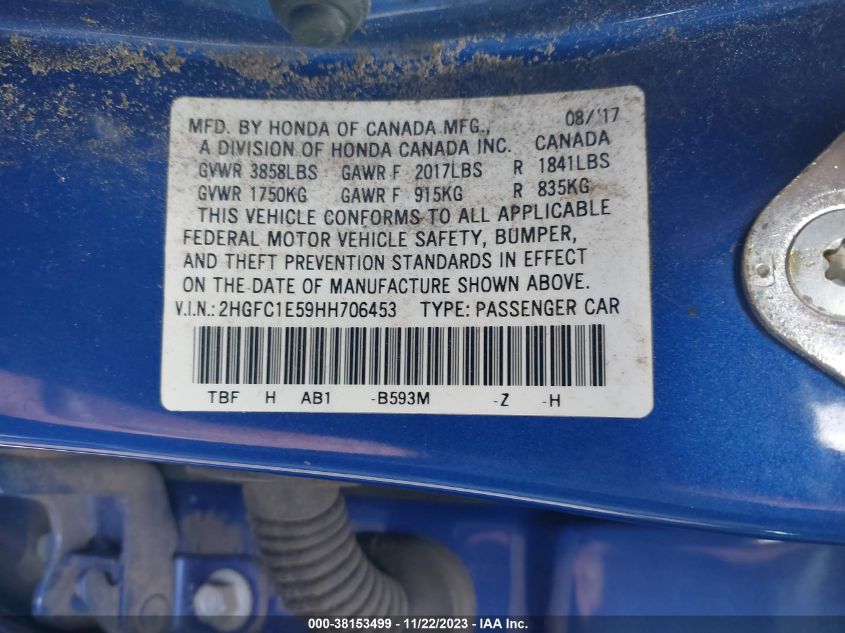 MFD. BY HONDA OF CANADA MFG., 08/'17
A DIVISION OF HONDA CANADA INC. CANADA
GVWR 3858LBS GAWR F 2017LBS R 1841LBS
GVWR 1750KG GAWR F 915KG R 835KG
THIS VEHICLE CONFORMS TO ALL APPLICABLE
FEDERAL MOTOR VEHICLE SAFETY, BUMPER,
AND THEFT PREVENTION STANDARDS IN EFFECT
ON THE DATE OF MANUFACTURE SHOWN ABOVE.
V.I.N.: 2HGFC1E59HH706453 TYPE: PASSENGER CAR
TBF H AB1 -B593M -Z -H
000-38153499 - 11/22/2023 - IAA Inc.